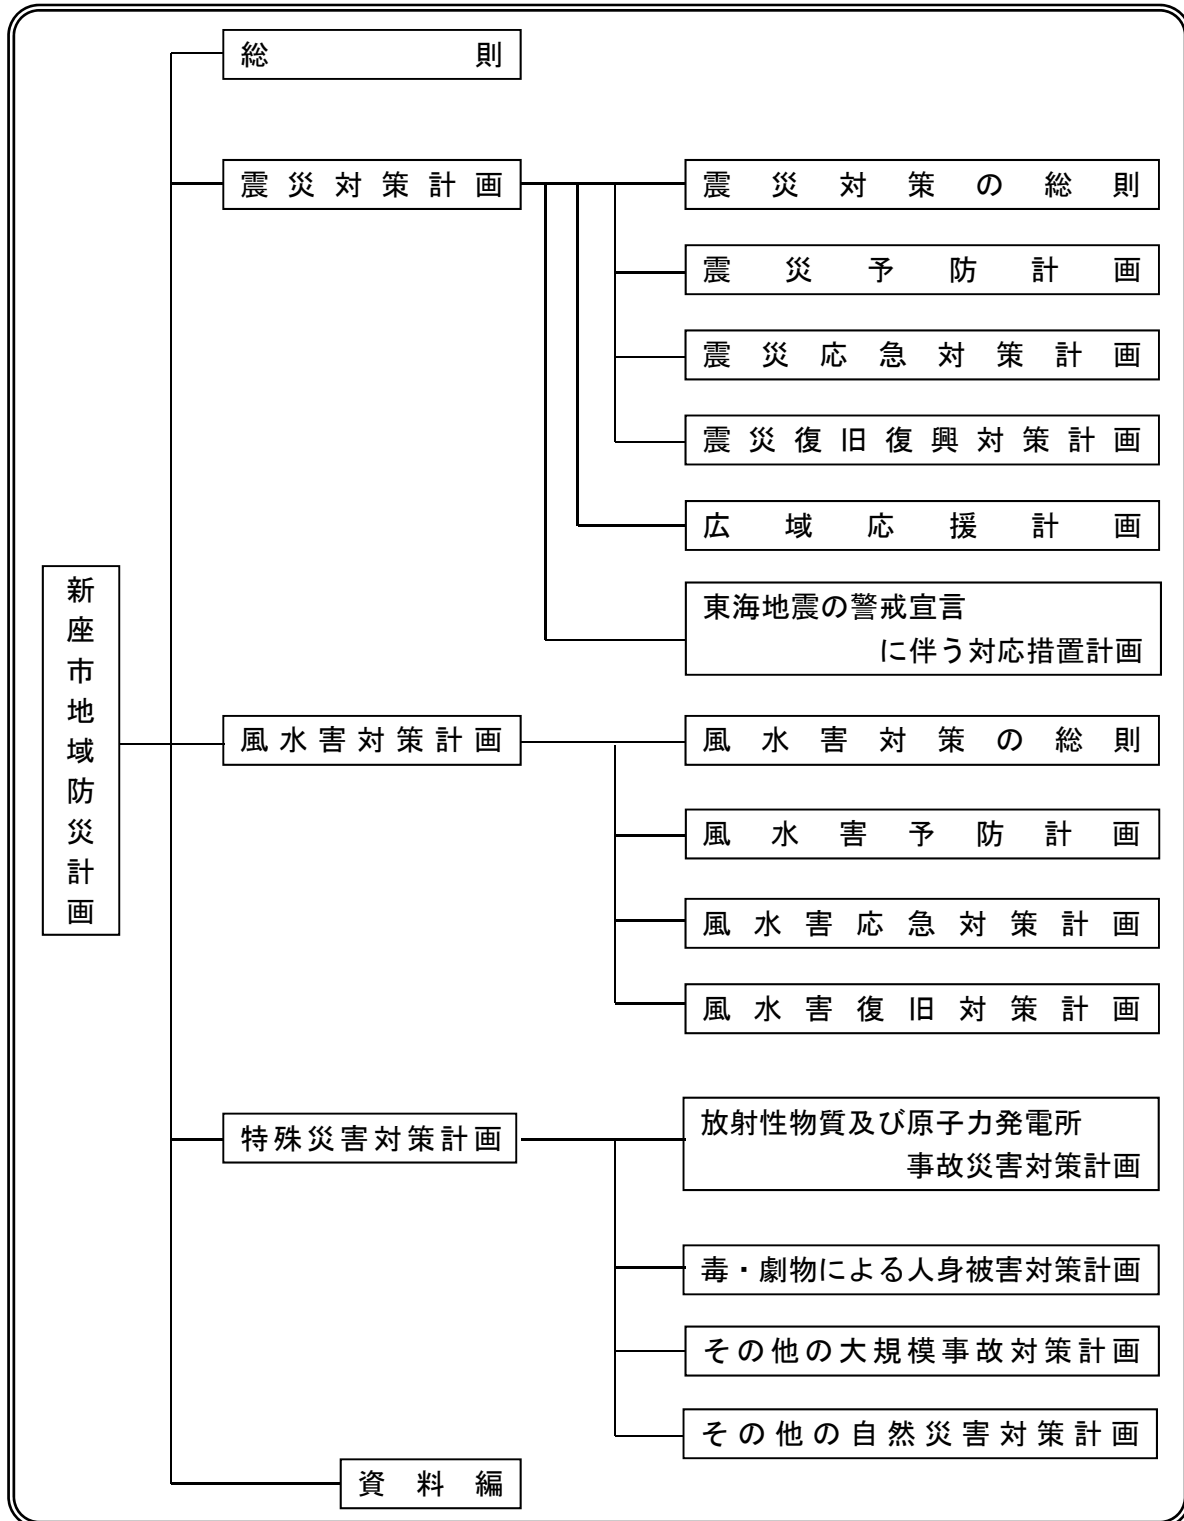 総則
震災対策計画
震災対策の総則
震災予防計画
震災応急対策計画
震災復旧復興対策計画
広域応援計画
東海地震の警戒宣言
に伴う対応措置計画
新座市地域防災計画
風水害対策計画
風水害対策の総則
風水害予防計画
風水害応急対策計画
風水害復旧対策計画
特殊災害対策計画
放射性物質及び原子力発電所
事故災害対策計画
毒・劇物による人身被害対策計画
その他の大規模事故対策計画
その他の自然災害対策計画
資料編